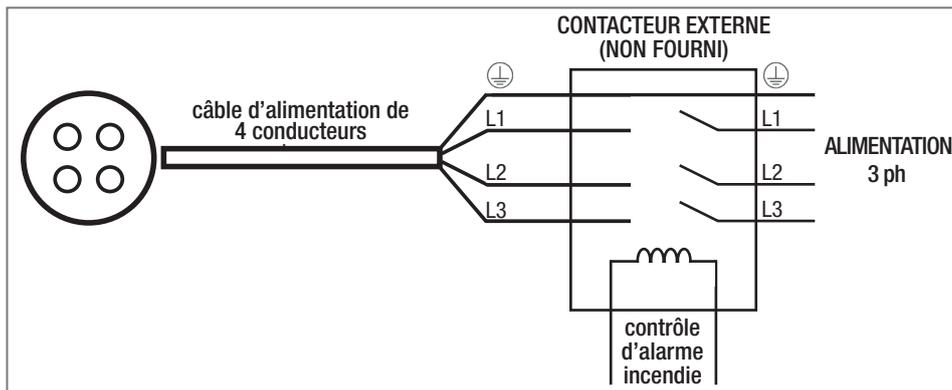 CONTACTEUR EXTERNE
(NON FOURNI)
câble d’alimentation de
4 conducteurs
L1
L2
L3
L1
L2
L3
ALIMENTATION
3 ph
contrôle
d’alarme
incendie